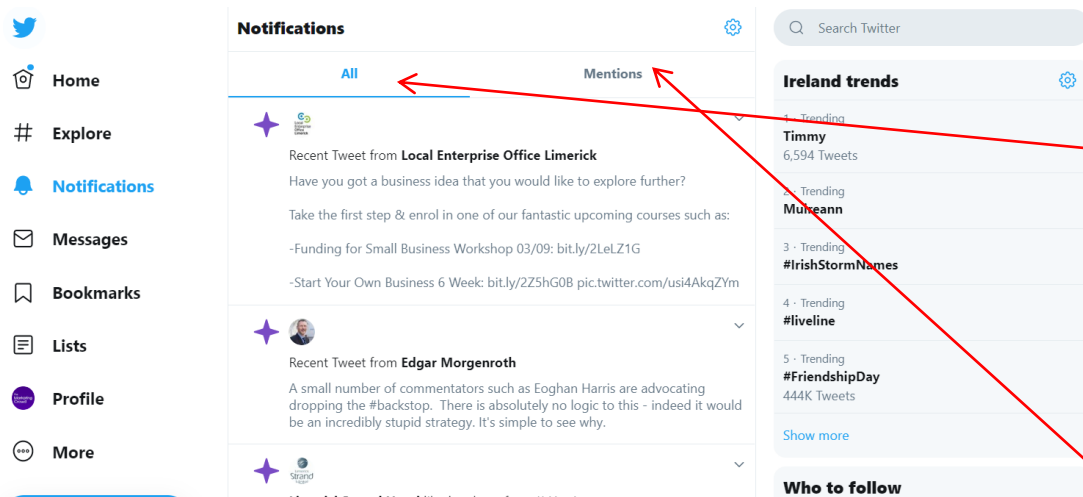 Home
Explore
Notifications
Messages
Bookmarks
Lists
Profile
More
Notifications
All
Mentions
Recent Tweet from Local Enterprise Office Limerick
Have you got a business idea that you would like to explore further?
Take the first step & enrol in one of our fantastic upcoming courses such as:
-Funding for Small Business Workshop 03/09: bit.ly/2LeLZ1G
-Start Your Own Business 6 Week: bit.ly/2Z5hG0B pic.twitter.com/usi4AkqZYm
Recent Tweet from Edgar Morgenroth
A small number of commentators such as Eoghan Harris are advocating
dropping the #backstop. There is absolutely no logic to this - indeed it would
be an incredibly stupid strategy. It's simple to see why.
Strand
Search Twitter
Ireland trends
1 · Trending
Timmy
6,594 Tweets
2 · Trending
Muireann
3 · Trending
#IrishStormNames
4 · Trending
#liveline
5 · Trending
#FriendshipDay
444K Tweets
Show more
Who to follow